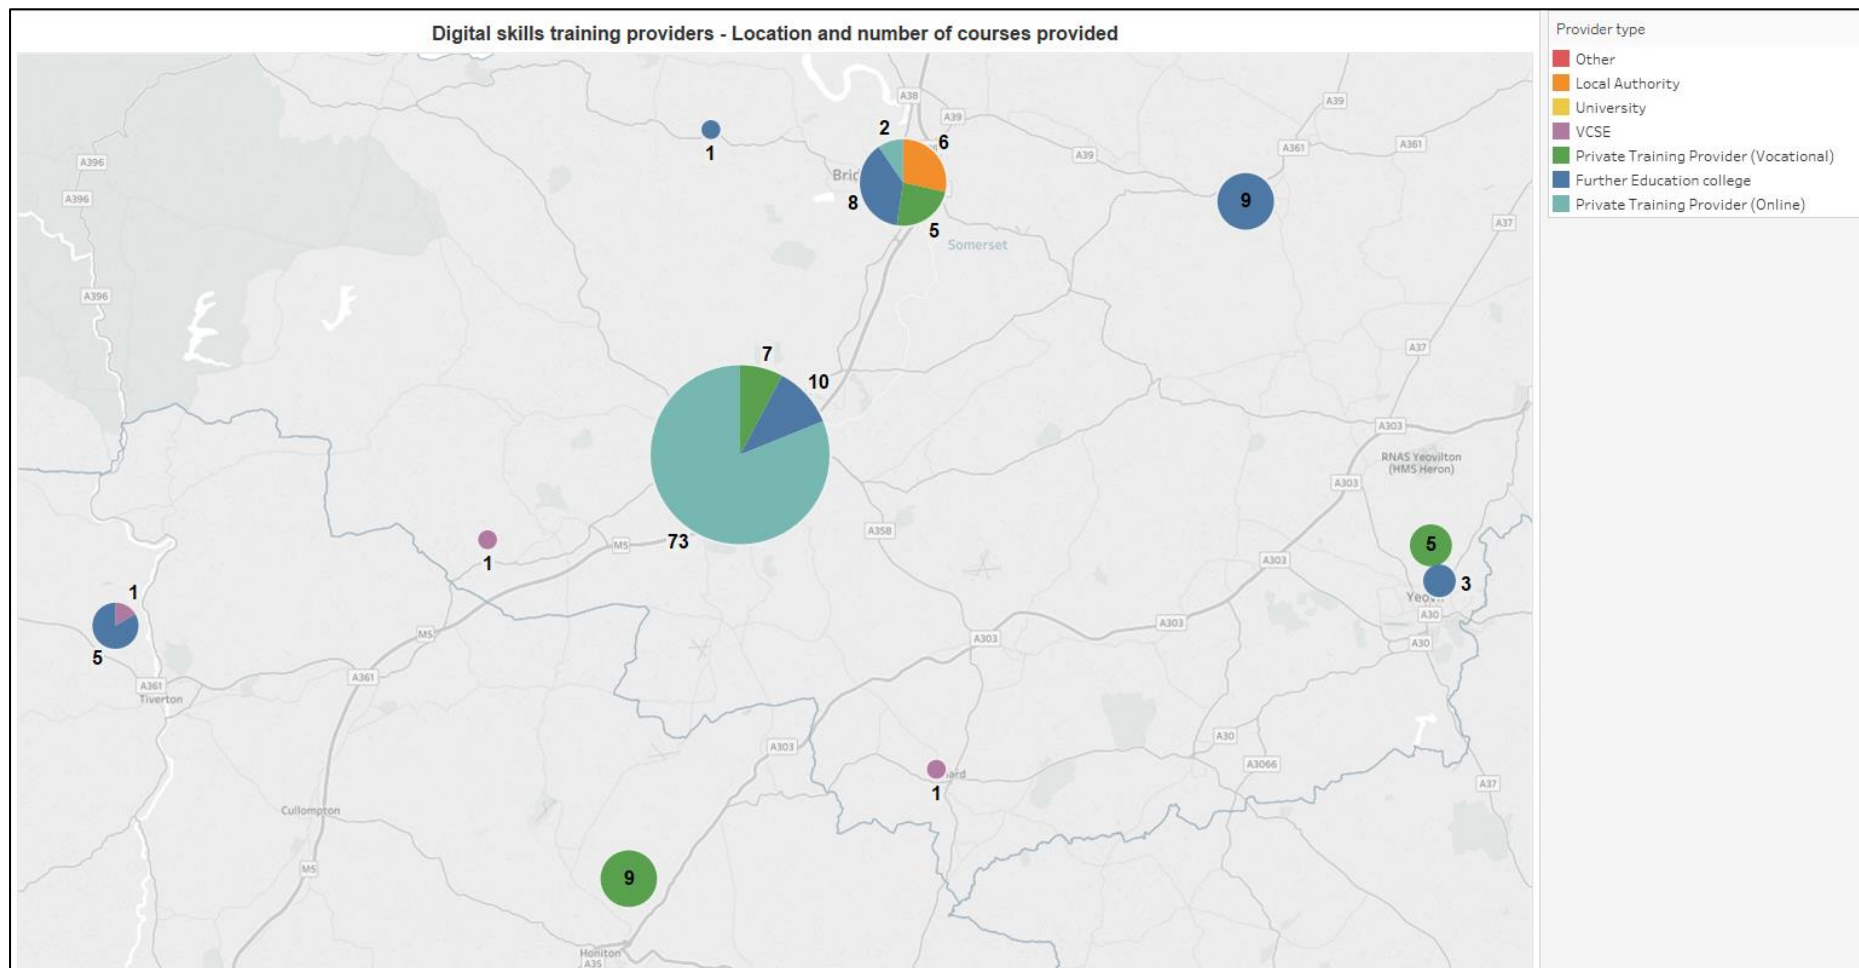 Digital skills training providers - Location and number of courses provided
Provider type
Other
Local Authority
University
VCSE
Private Training Provider (Vocational)
Further Education college
Private Training Provider (Online)
A38
A39
A39
1
2
6
A396
A39
A361
A361
A396
8
9
5
A37
Somerset
A396
7
A37
10
A303
RNAS Yeovilton
(HMS Heron)
A303
A358
73
M5
1
5
A303
3
1
A30
A303
M5
A303
A30
5
A361
A361
Tiverton
A30
A303
A3066
1
A37
Cullompton
M5
9
Honiton
A35